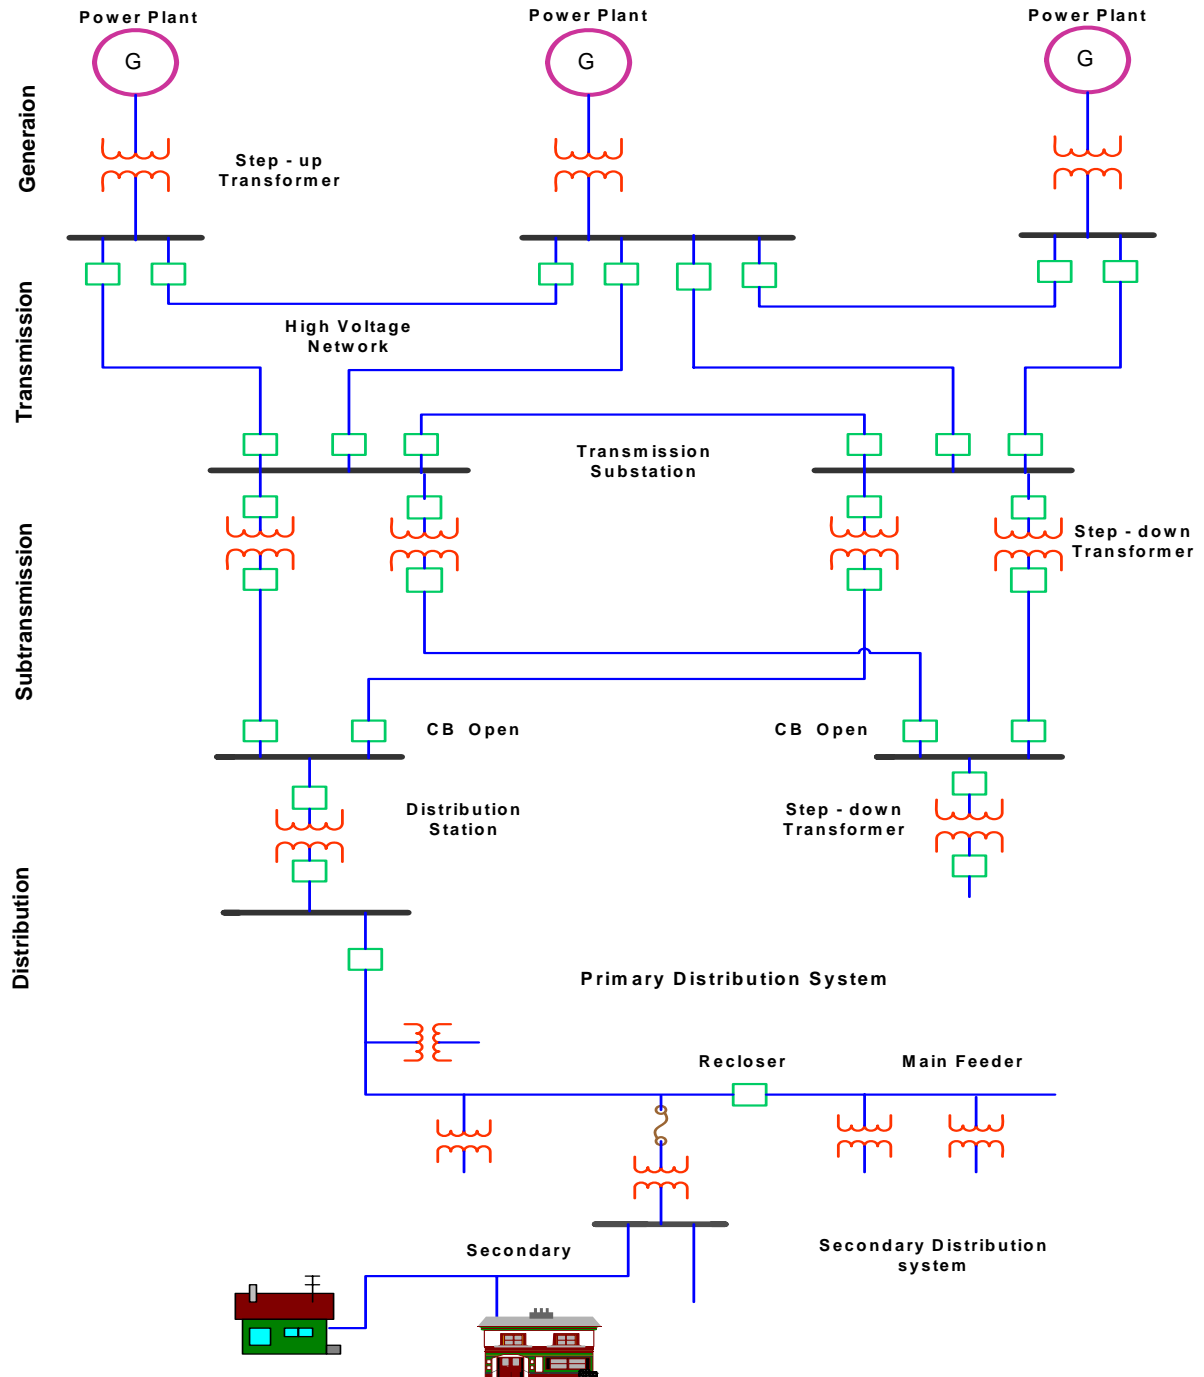 Power Plant
Power Plant
Power Plant
G
G
G
Generaion
Step - up
Transformer
Transmission
High Voltage
Network
Transmission
Substation
Subtransmission
Step - down
Transformer
CB Open
CB Open
Distribution
Station
Step - down
Transformer
Distribution
Primary Distribution System
Recloser
Main Feeder
Secondary
Secondary Distribution
system